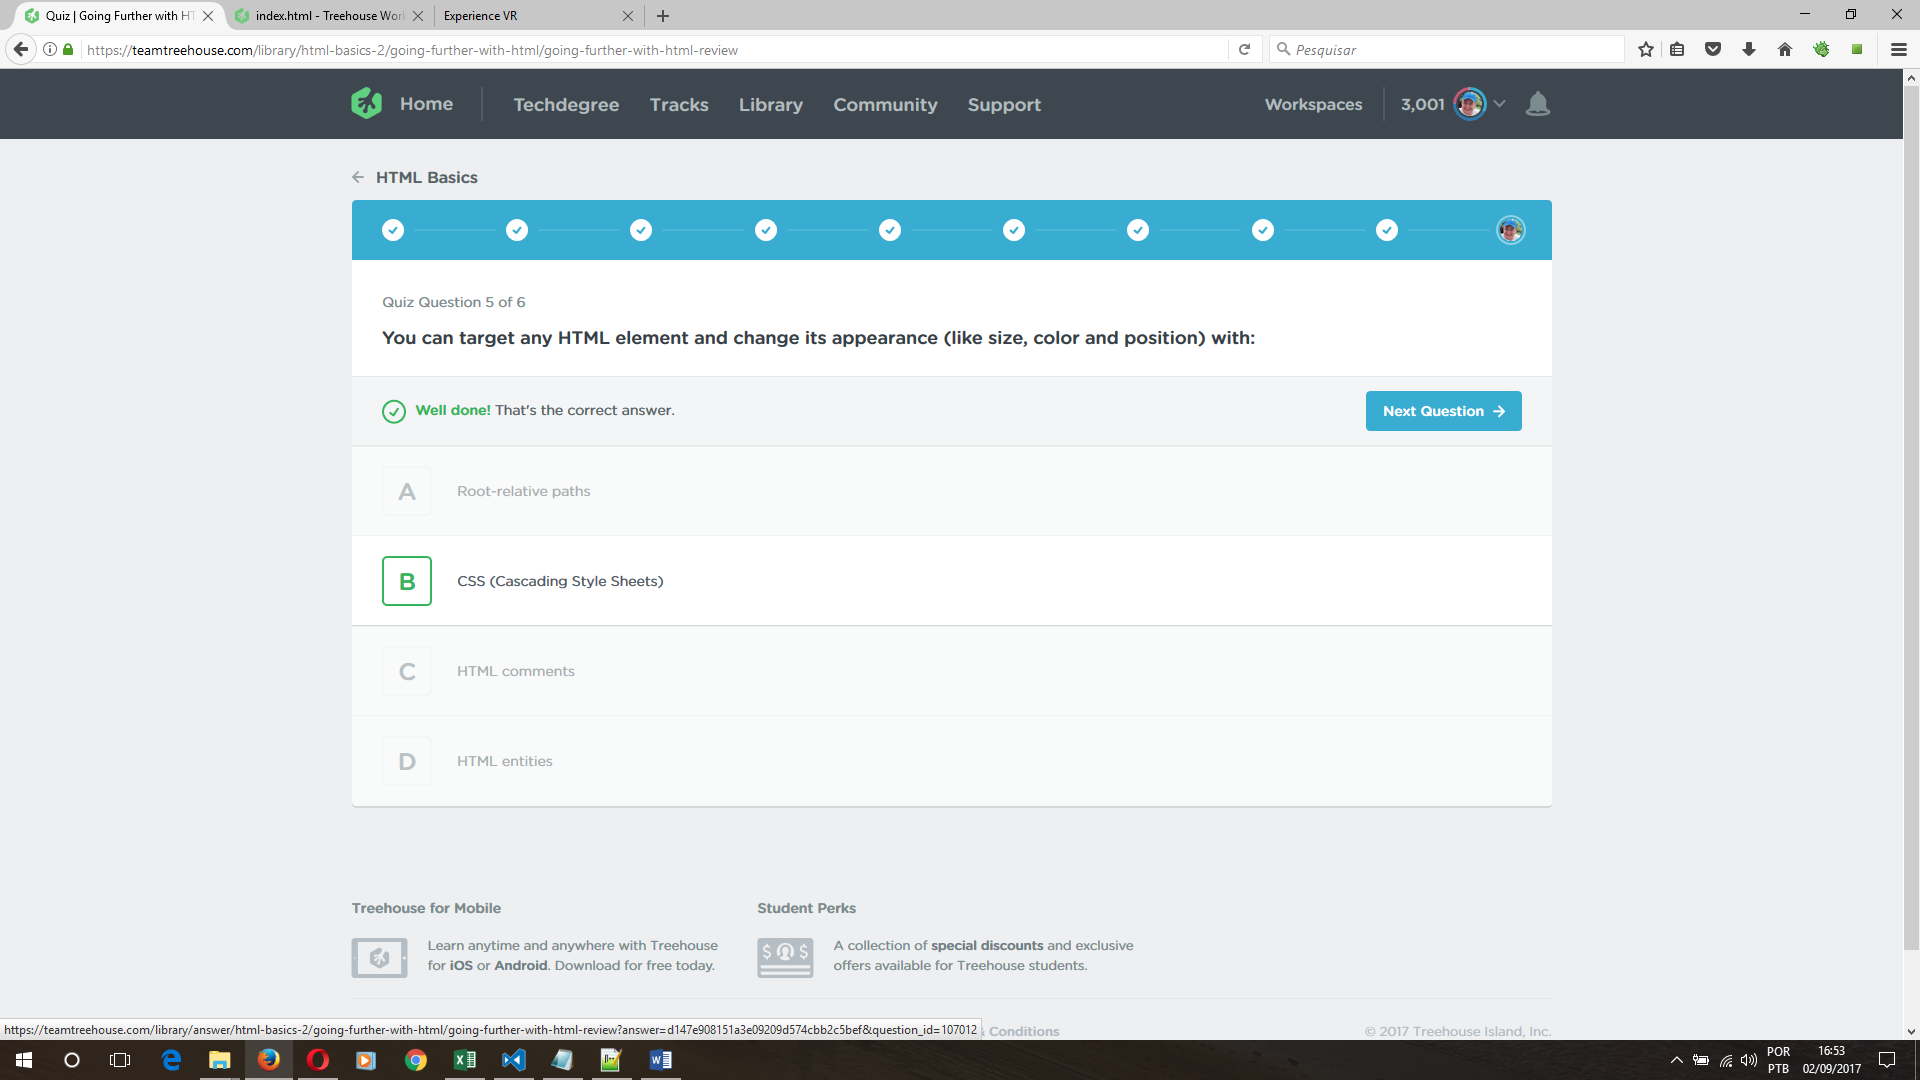 Quiz | Going Further with HT
index.html - Treehouse Wor
Experience VR
https://teamtreehouse.com/library/html-basics-2/going-further-with-html/going-further-with-html-review
Pesquisar
Home
Techdegree
Tracks
Library
Community
Support
Workspaces
3,001
HTML Basics
Quiz Question 5 of 6
You can target any HTML element and change its appearance (like size, color and position) with:
Well done! That's the correct answer.
Next Question
A
Root-relative paths
B
CSS (Cascading Style Sheets)
C
HTML comments
D
HTML entities
Treehouse for Mobile
Learn anytime and anywhere with Treehouse
for iOS or Android. Download for free today.
Student Perks
A collection of special discounts and exclusive
offers available for Treehouse students.
https://teamtreehouse.com/library/answer/html-basics-2/going-further-with-html/going-further-with-html-review?answer=d147e908151a3e09209d574cbb2c5bef&question_id=107012
& Conditions
© 2017 Treehouse Island, Inc.
POR
PTB
16:53
02/09/2017